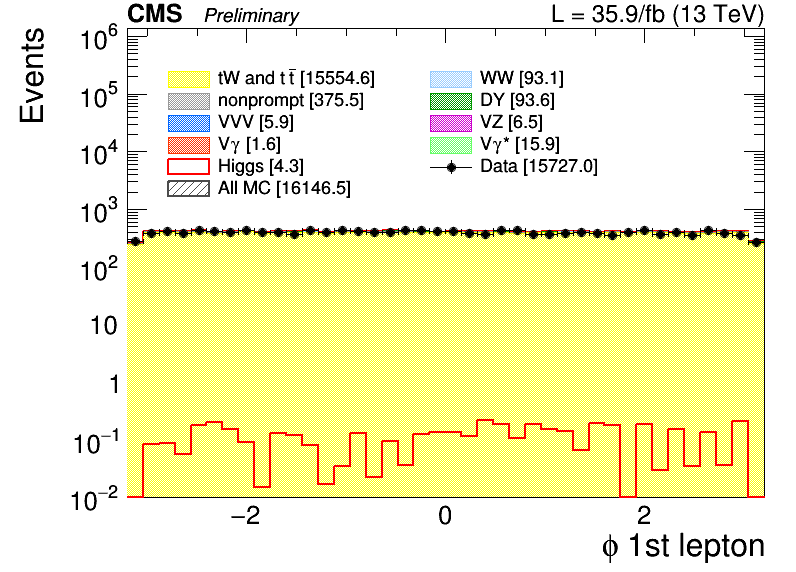 CMS Preliminary L = 35.9/fb (13 TeV)
Events
10⁶
10⁵
10⁴
10³
10²
10
1
10⁻¹
10⁻²
tW and t t̅ [15554.6]
nonprompt [375.5]
VVV [5.9]
Vγ [1.6]
Higgs [4.3]
All MC [16146.5]
WW [93.1]
DY [93.6]
VZ [6.5]
Vγ* [15.9]
Data [15727.0]
−2 0 2
ϕ 1st lepton